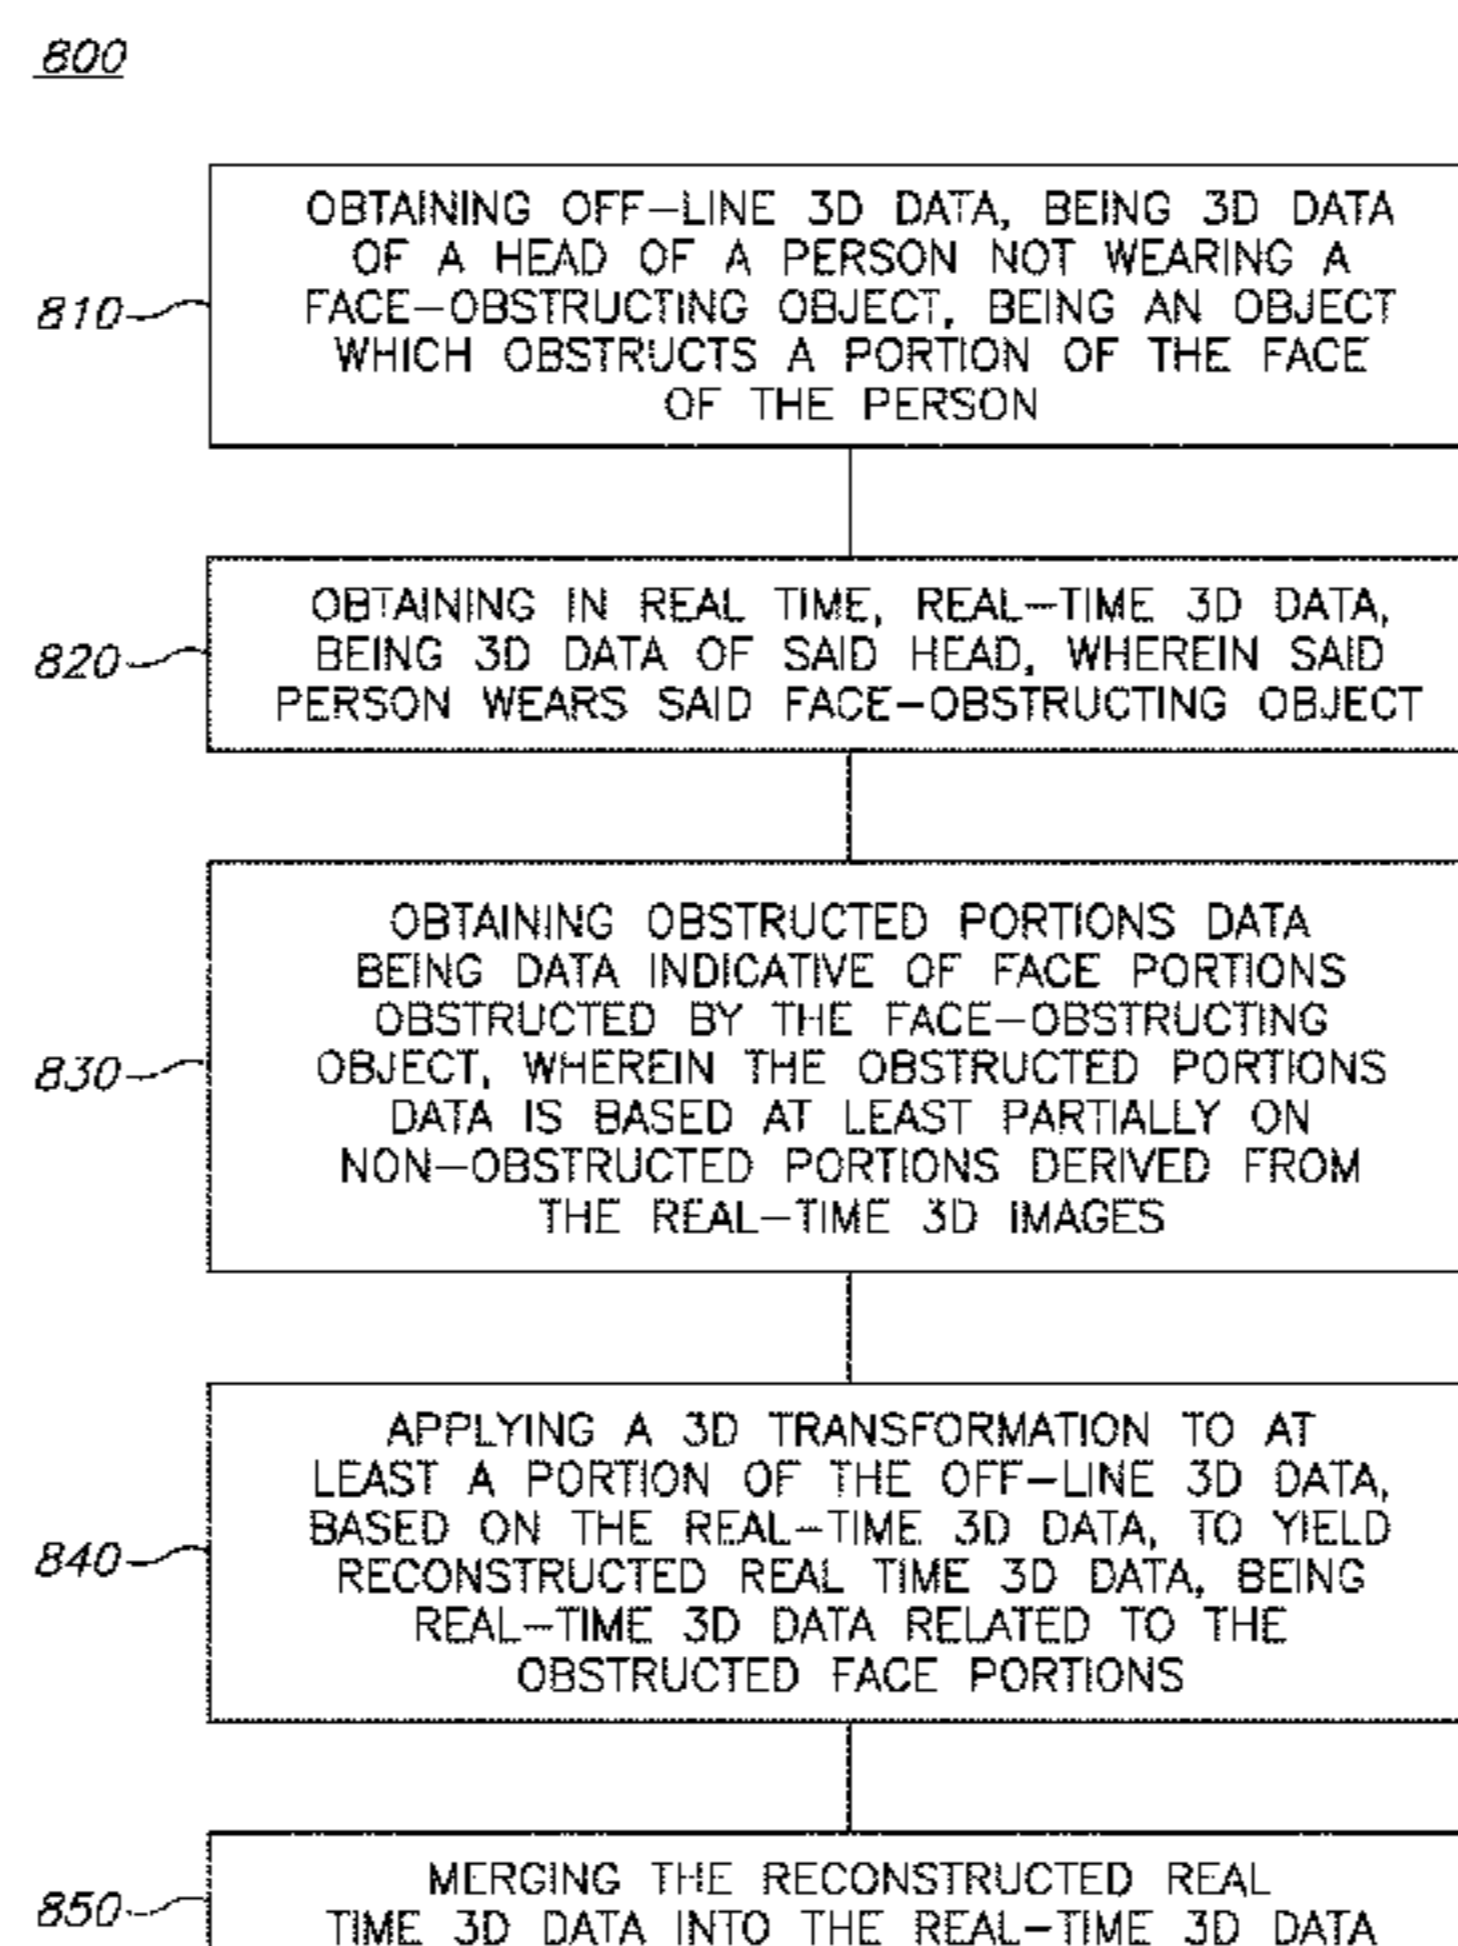 800
OBTAINING OFF-LINE 3D DATA, BEING 3D DATA
OF A HEAD OF A PERSON NOT WEARING A
FACE-OBSTRUCTING OBJECT, BEING AN OBJECT
WHICH OBSTRUCTS A PORTION OF THE FACE
OF THE PERSON
810
OBTAINING IN REAL TIME, REAL-TIME 3D DATA,
BEING 3D DATA OF SAID HEAD, WHEREIN SAID
PERSON WEARS SAID FACE-OBSTRUCTING OBJECT
820
OBTAINING OBSTRUCTED PORTIONS DATA
BEING DATA INDICATIVE OF FACE PORTIONS
OBSTRUCTED BY THE FACE-OBSTRUCTING
OBJECT, WHEREIN THE OBSTRUCTED PORTIONS
DATA IS BASED AT LEAST PARTIALLY ON
NON-OBSTRUCTED PORTIONS DERIVED FROM
THE REAL-TIME 3D IMAGES
830
APPLYING A 3D TRANSFORMATION TO AT
LEAST A PORTION OF THE OFF-LINE 3D DATA,
BASED ON THE REAL-TIME 3D DATA, TO YIELD
RECONSTRUCTED REAL TIME 3D DATA, BEING
REAL-TIME 3D DATA RELATED TO THE
OBSTRUCTED FACE PORTIONS
840
MERGING THE RECONSTRUCTED REAL
TIME 3D DATA INTO THE REAL-TIME 3D DATA
850